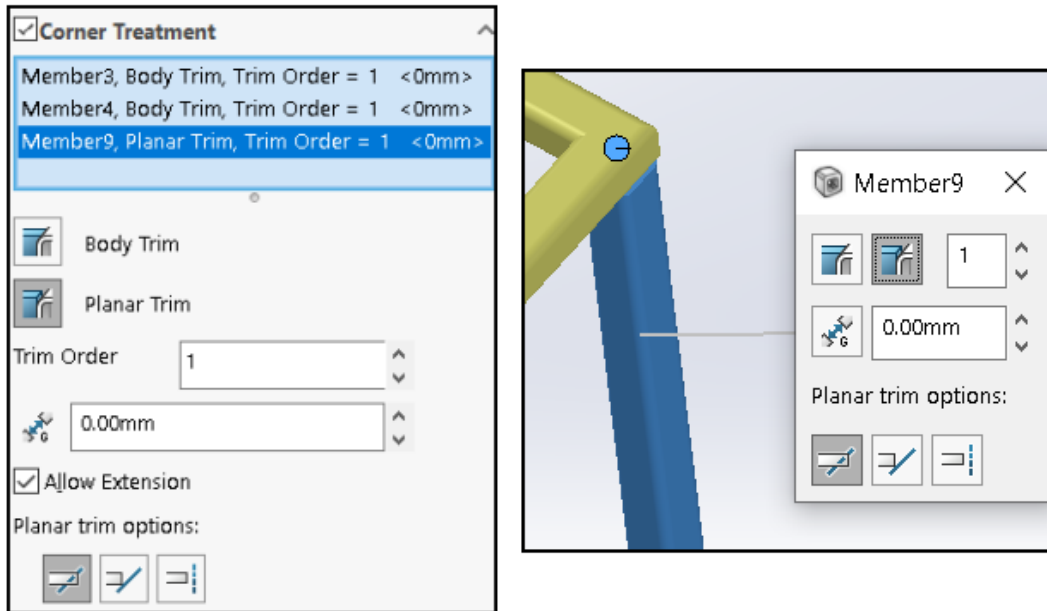 Corner Treatment
Member3, Body Trim, Trim Order = 1 <0mm>
Member4, Body Trim, Trim Order = 1 <0mm>
Member9, Planar Trim, Trim Order = 1 <0mm>
Body Trim
Planar Trim
Trim Order 1
G 0.00mm
Allow Extension
Planar trim options:
Member9
1
G 0.00mm
Planar trim options: